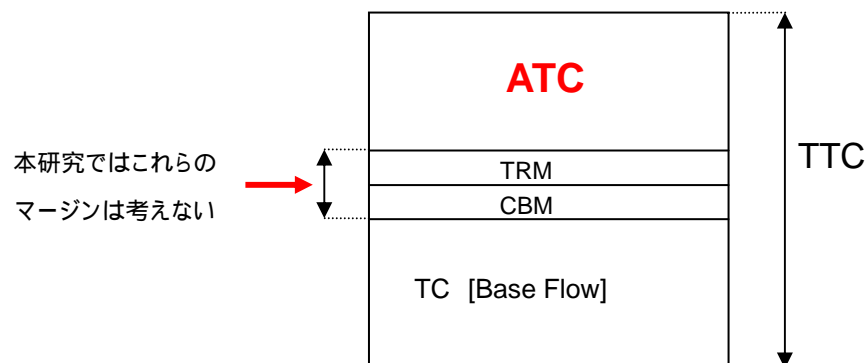 ATC
TTC
本研究ではこれらの
マージンは考えない
TRM
CBM
TC [Base Flow]